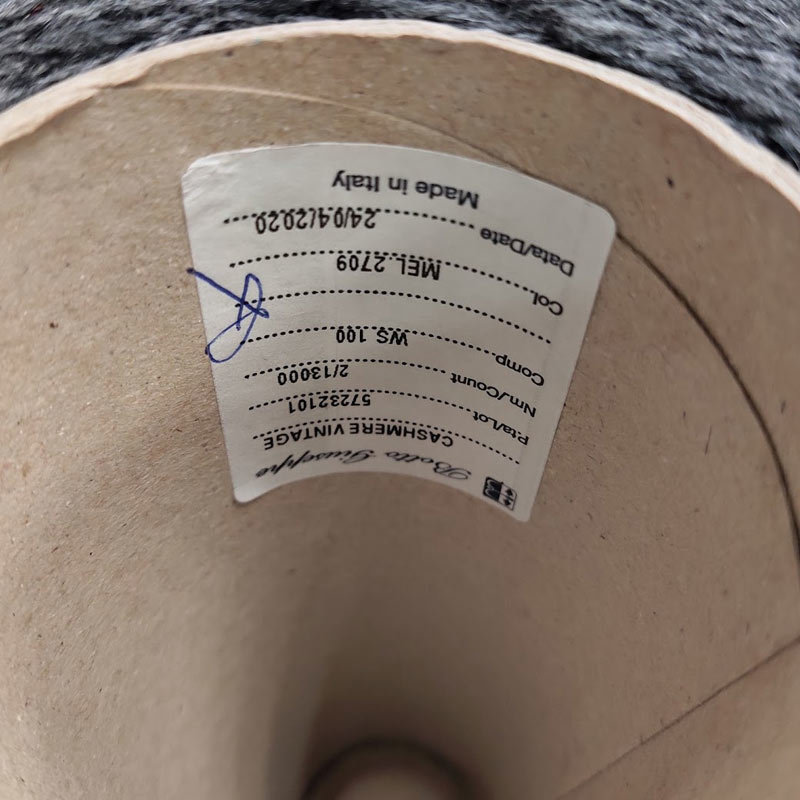 Botto Giuseppe
CASHMERE VINTAGE
Pta/Lot 57232101
Nm./Count 2/13000
Comp. WS 100
Col. MEL 2709
Data/Date 24/04/2020
Made in Italy